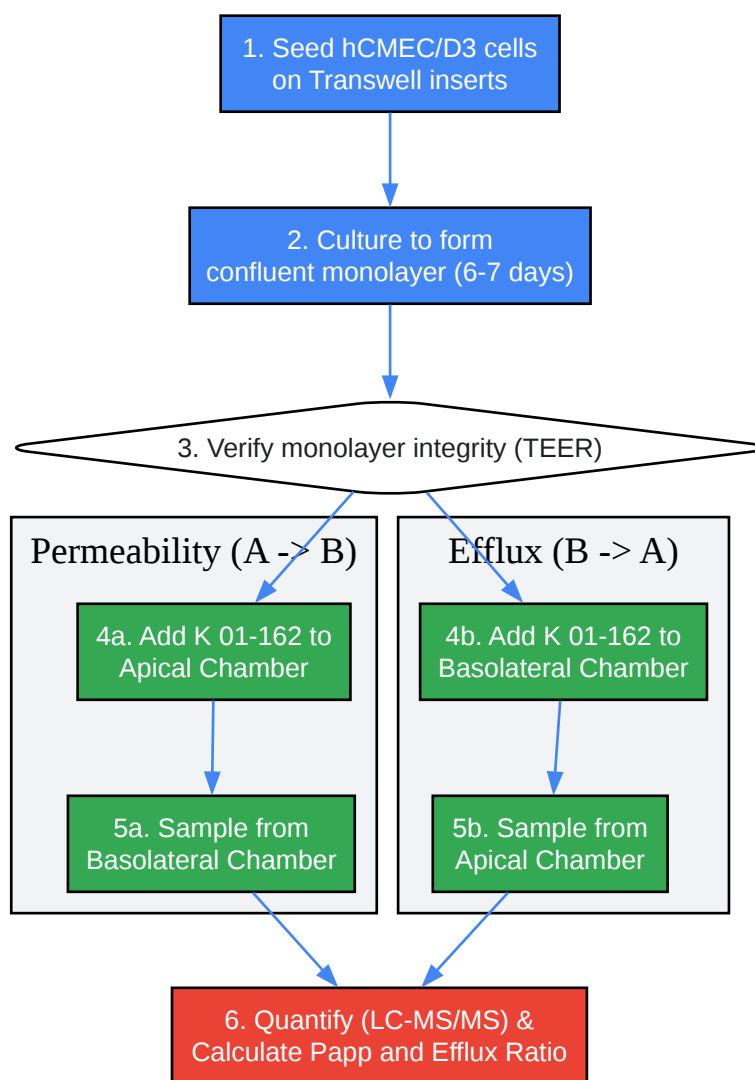 1. Seed hCMEC/D3 cells
on Transwell inserts
2. Culture to form
confluent monolayer (6-7 days)
3. Verify monolayer integrity (TEER)
Permeability (A -> B)
4a. Add K 01-162 to
Apical Chamber
5a. Sample from
Basolateral Chamber
Efflux (B -> A)
4b. Add K 01-162 to
Basolateral Chamber
5b. Sample from
Apical Chamber
6. Quantify (LC-MS/MS) &
Calculate Papp and Efflux Ratio